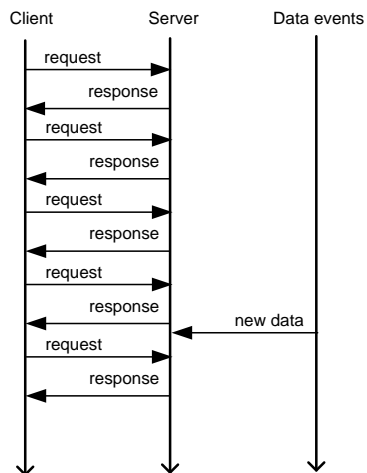 Client Server Data events
request
response
request
response
request
response
request
response
new data
request
response